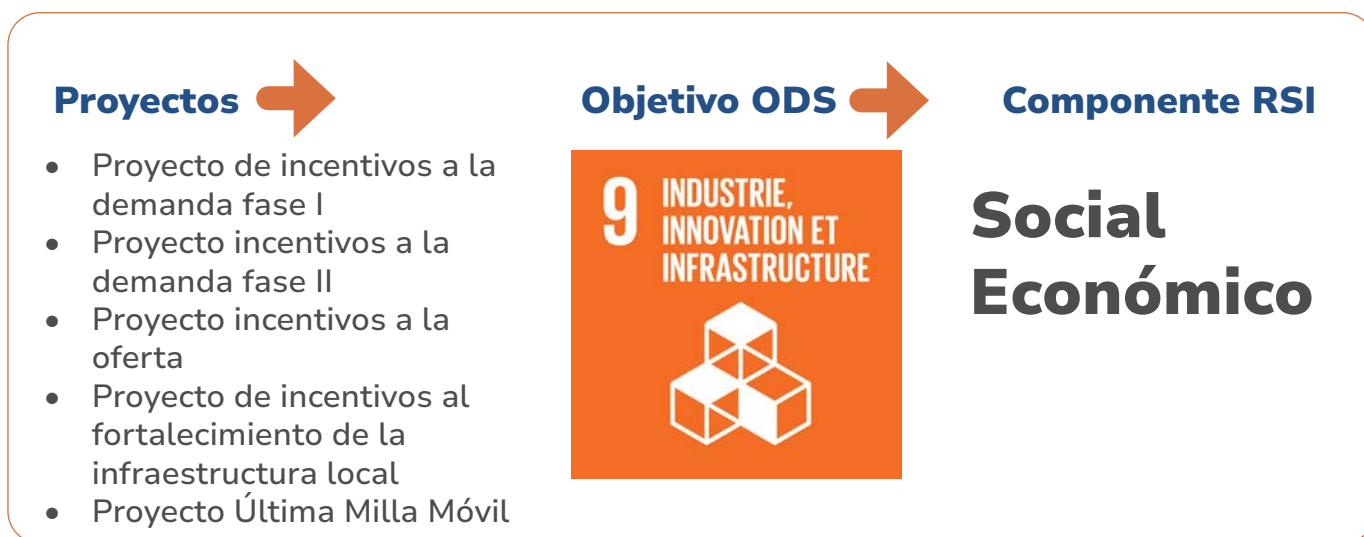 Proyectos
• Proyecto de incentivos a la
demanda fase I
• Proyecto incentivos a la
demanda fase II
• Proyecto incentivos a la
oferta
• Proyecto de incentivos al
fortalecimiento de la
infraestructura local
• Proyecto Última Milla Móvil
Objetivo ODS
9 INDUSTRIE,
INNOVATION ET
INFRASTRUCTURE
Componente RSI
Social
Económico